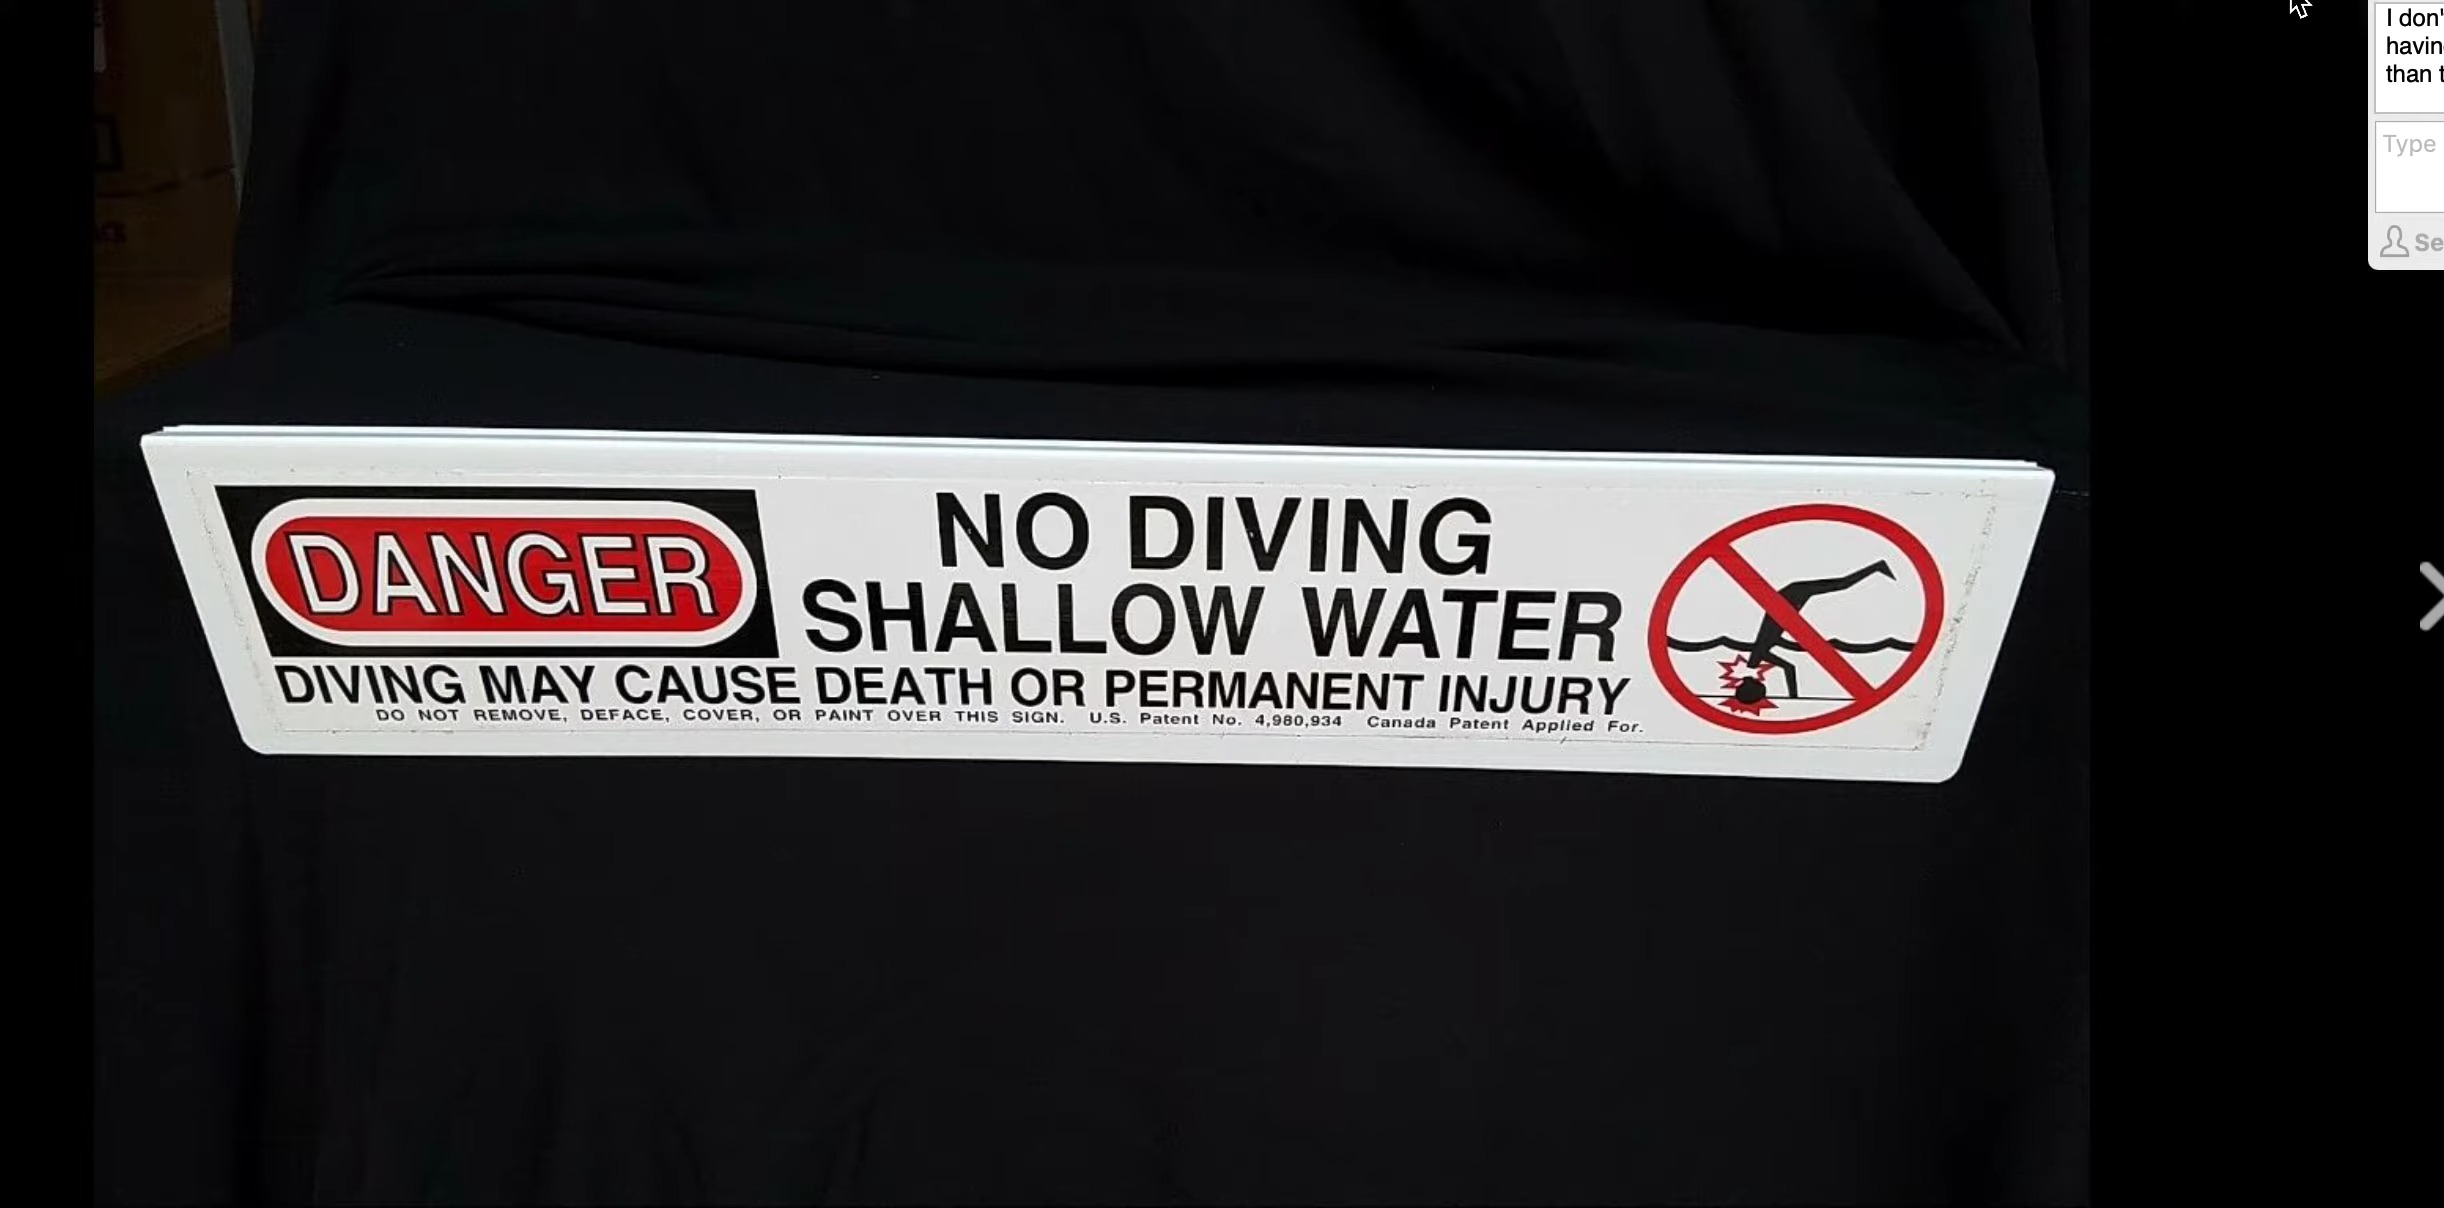 DANGER
NO DIVING
SHALLOW WATER
DIVING MAY CAUSE DEATH OR PERMANENT INJURY
DO NOT REMOVE, DEFACE, COVER, OR PAINT OVER THIS SIGN. U.S. Patent No. 4,980,934 Canada Patent Applied For.
I don'
havin
than t
Type
Se